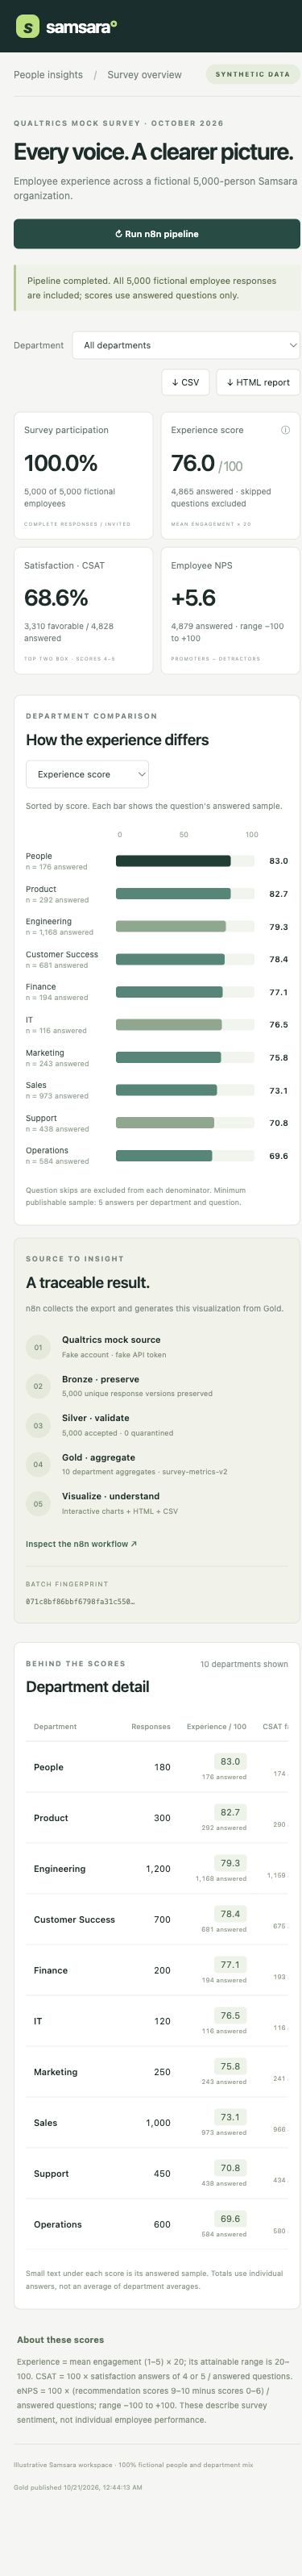 samsara
People insights / Survey overview
SYNTHETIC DATA
QUALTRICS MOCK SURVEY · OCTOBER 2026
Every voice. A clearer picture.
Employee experience across a fictional 5,000-person Samsara
organization.
↻ Run n8n pipeline
Pipeline completed. All 5,000 fictional employee responses
are included; scores use answered questions only.
Department
All departments
↓ CSV
↓ HTML report
Survey participation
100.0%
5,000 of 5,000 fictional
employees
COMPLETE RESPONSES / INVITED
Experience score ⓘ
76.0 / 100
4,865 answered · skipped
questions excluded
MEAN ENGAGEMENT × 20
Satisfaction · CSAT
68.6%
3,310 favorable / 4,828
answered
TOP TWO BOX · SCORES 4–5
Employee NPS
+5.6
4,879 answered · range −100
to +100
PROMOTERS − DETRACTORS
DEPARTMENT COMPARISON
How the experience differs
Experience score
Sorted by score. Each bar shows the question's answered sample.
0 50 100
People
n = 176 answered
83.0
Product
n = 292 answered
82.7
Engineering
n = 1,168 answered
79.3
Customer Success
n = 681 answered
78.4
Finance
n = 194 answered
77.1
IT
n = 116 answered
76.5
Marketing
n = 243 answered
75.8
Sales
n = 973 answered
73.1
Support
n = 438 answered
70.8
Operations
n = 584 answered
69.6
Question skips are excluded from each denominator. Minimum
publishable sample: 5 answers per department and question.
SOURCE TO INSIGHT
A traceable result.
n8n collects the export and generates this visualization from Gold.
01
Qualtrics mock source
Fake account · fake API token
02
Bronze · preserve
5,000 unique response versions preserved
03
Silver · validate
5,000 accepted · 0 quarantined
04
Gold · aggregate
10 department aggregates · survey-metrics-v2
05
Visualize · understand
Interactive charts + HTML + CSV
Inspect the n8n workflow ↗
BATCH FINGERPRINT
071c8bf86bbf6798fa31c550…
BEHIND THE SCORES
10 departments shown
Department detail
Department Responses Experience / 100 CSAT f
People 180 83.0
176 answered 174
Product 300 82.7
292 answered 290
Engineering 1,200 79.3
1,168 answered 1,159
Customer Success 700 78.4
681 answered 675
Finance 200 77.1
194 answered 193
IT 120 76.5
116 answered 116
Marketing 250 75.8
243 answered 241
Sales 1,000 73.1
973 answered 966
Support 450 70.8
438 answered 434
Operations 600 69.6
584 answered 580
Small text under each score is its answered sample. Totals use individual
answers, not an average of department averages.
About these scores
Experience = mean engagement (1–5) × 20; its attainable range is 20–
100. CSAT = 100 × satisfaction answers of 4 or 5 / answered questions.
eNPS = 100 × (recommendation scores 9–10 minus scores 0–6) /
answered questions; range −100 to +100. These describe survey
sentiment, not individual employee performance.
Illustrative Samsara workspace · 100% fictional people and department mix
Gold published 10/21/2026, 12:44:13 AM